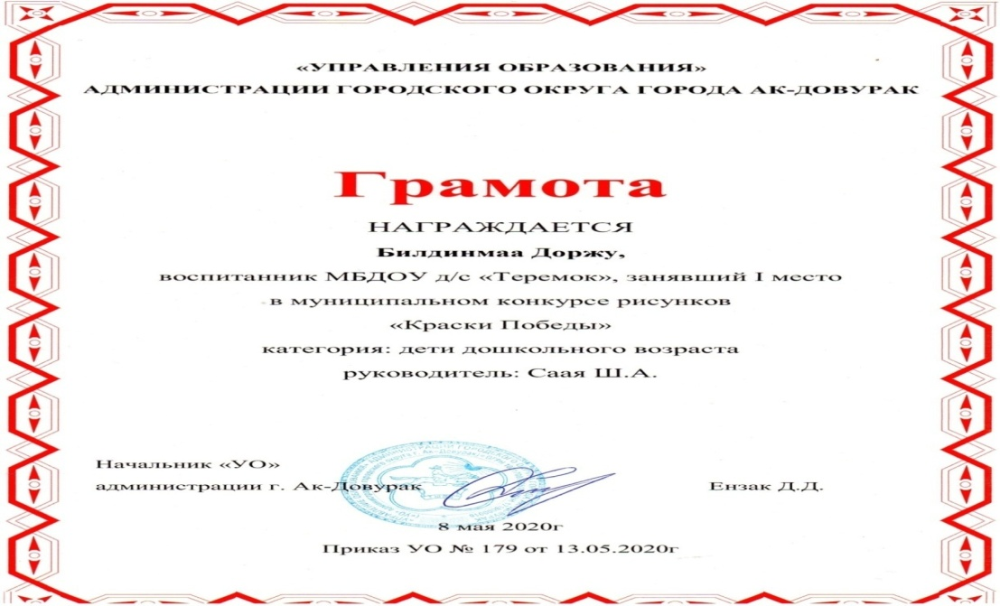 «УПРАВЛЕНИЯ ОБРАЗОВАНИЯ»
АДМИНИСТРАЦИИ ГОРОДСКОГО ОКРУГА ГОРОДА АК-ДОВУРАК
Грамота
НАГРАЖДАЕТСЯ
Билдинмаа Доржу,
воспитанник МБДОУ д/с «Теремок», занявший I место
в муниципальном конкурсе рисунков
«Краски Победы»
категория: дети дошкольного возраста
руководитель: Саая Ш.А.
Начальник «УО»
администрации г. Ак-Довурак Ензак Д.Д.
8 мая 2020г
Приказ УО № 179 от 13.05.2020г